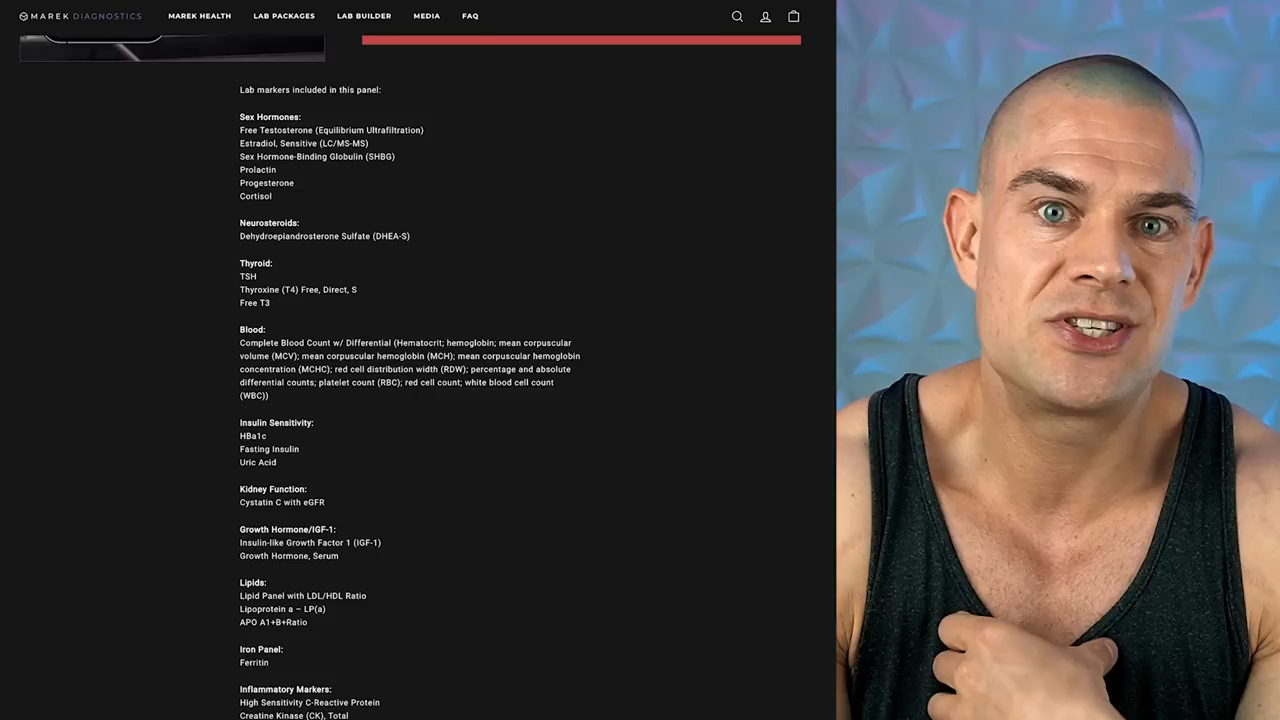 MAREK DIAGNOSTICS MAREK HEALTH LAB PACKAGES LAB BUILDER MEDIA FAQ
Lab markers included in this panel:
Sex Hormones:
Free Testosterone (Equilibrium Ultrafiltration)
Estradiol, Sensitive (LC/MS-MS)
Sex Hormone-Binding Globulin (SHBG)
Prolactin
Progesterone
Cortisol
Neurosteroids:
Dehydroepiandrosterone Sulfate (DHEA-S)
Thyroid:
TSH
Thyroxine (T4) Free, Direct, S
Free T3
Blood:
Complete Blood Count w/ Differential (Hematocrit; hemoglobin; mean corpuscular
volume (MCV); mean corpuscular hemoglobin (MCH); mean corpuscular hemoglobin
concentration (MCHC); red cell distribution width (RDW); percentage and absolute
differential counts; platelet count (RBC); red cell count; white blood cell count
(WBC))
Insulin Sensitivity:
HBa1c
Fasting Insulin
Uric Acid
Kidney Function:
Cystatin C with eGFR
Growth Hormone/IGF-1:
Insulin-like Growth Factor 1 (IGF-1)
Growth Hormone, Serum
Lipids:
Lipid Panel with LDL/HDL Ratio
Lipoprotein a – LP(a)
APO A1+B+Ratio
Iron Panel:
Ferritin
Inflammatory Markers:
High Sensitivity C-Reactive Protein
Creatine Kinase (CK), Total